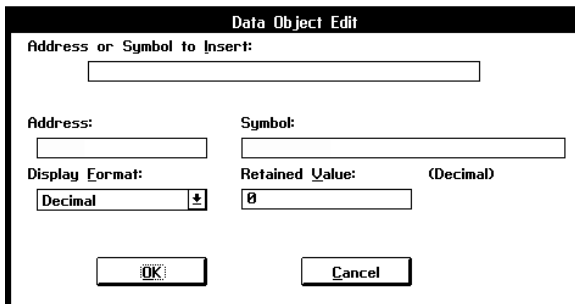 Data Object Edit
Address or Symbol to Insert:
Address: Symbol:
Display Format: Retained Value: (Decimal)
Decimal 0
OK Cancel